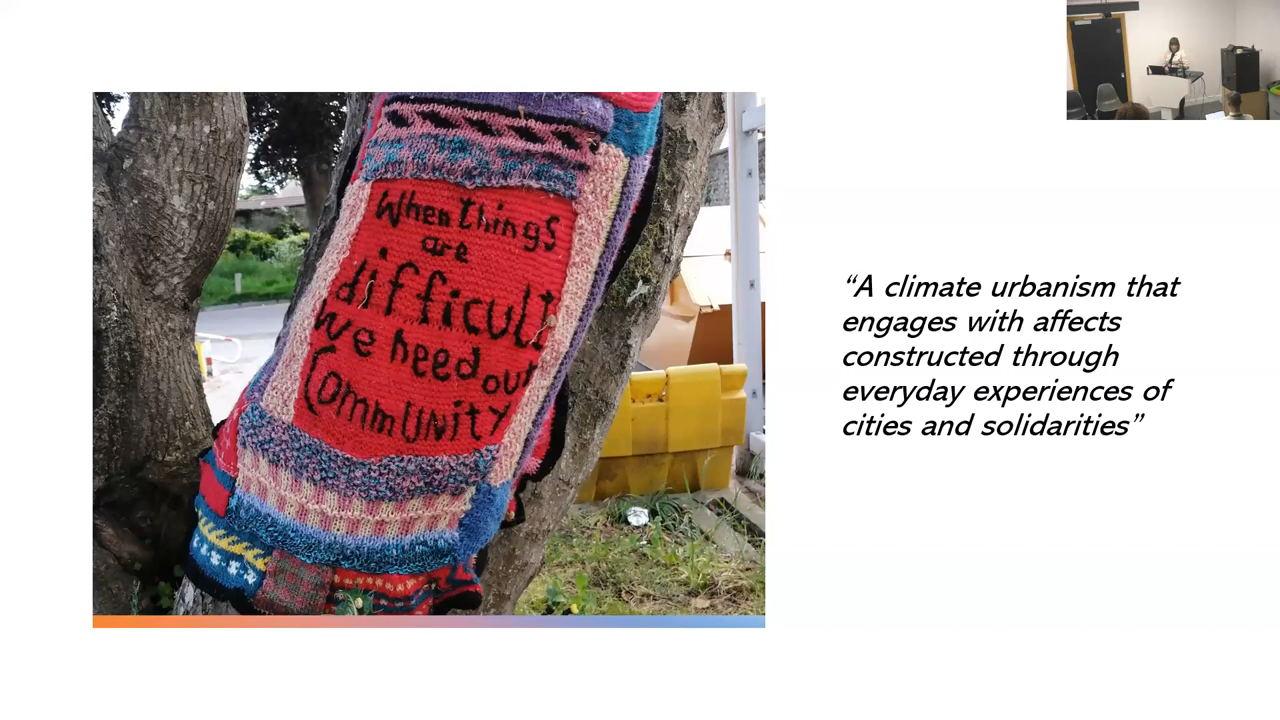 When things
are
difficult
we need our
Community
“A climate urbanism that
engages with affects
constructed through
everyday experiences of
cities and solidarities”